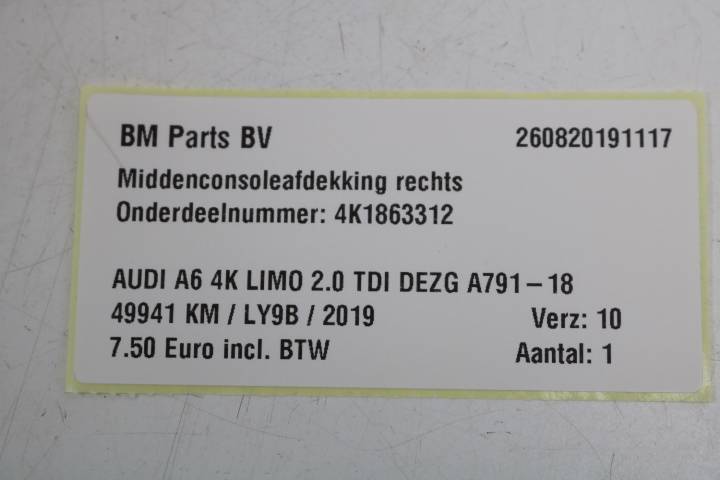 BM Parts BV 260820191117
Middenconsoleafdekking rechts
Onderdeelnummer: 4K1863312
AUDI A6 4K LIMO 2.0 TDI DEZG A791-18
49941 KM / LY9B / 2019 Verz: 10
7.50 Euro incl. BTW Aantal: 1